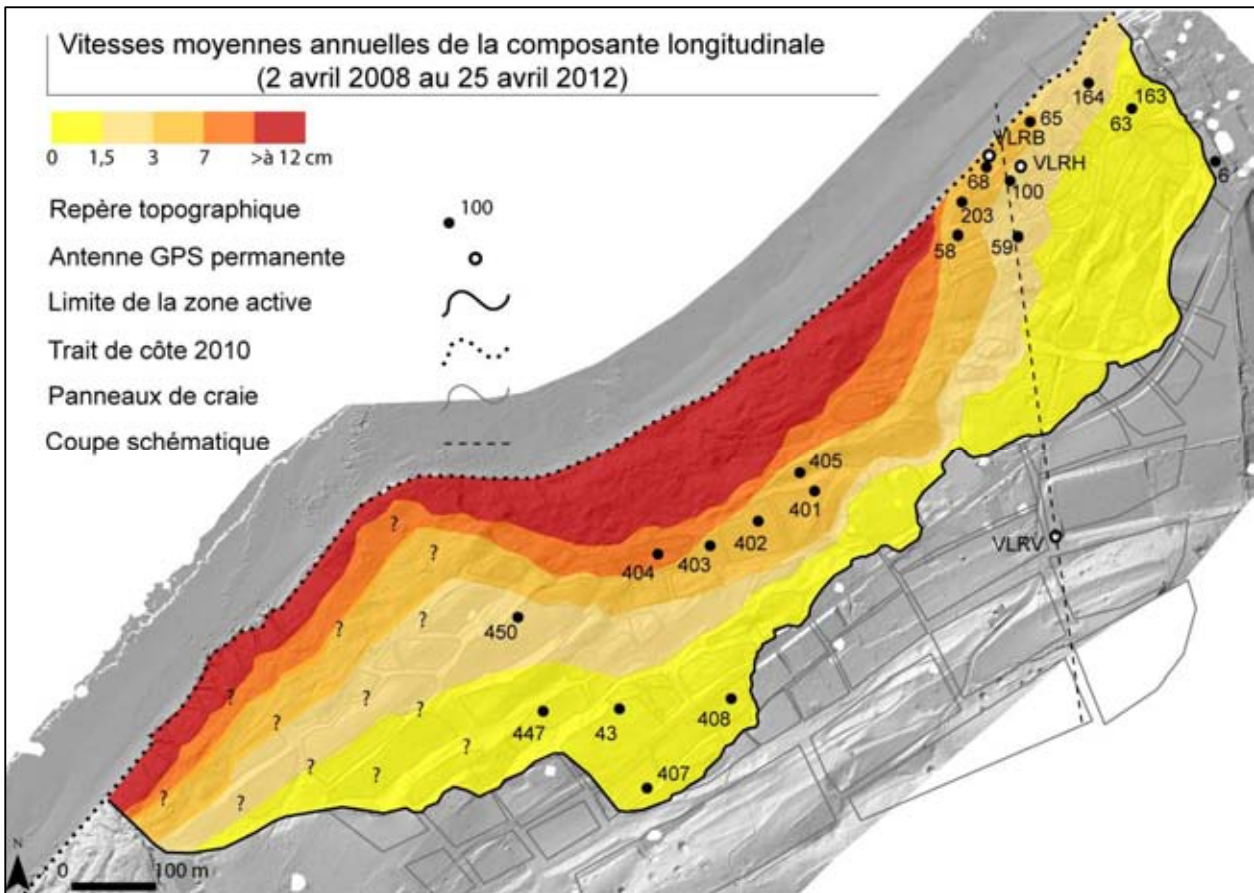 Vitesses moyennes annuelles de la composante longitudinale
(2 avril 2008 au 25 avril 2012)
0 1,5 3 7 >à 12 cm
Repère topographique 100
Antenne GPS permanente
Limite de la zone active
Trait de côte 2010
Panneaux de craie
Coupe schématique
164
163
63
65
VLRB
VLRH
6
68
100
203
58
59
405
401
402
403
404
VLRV
450
?
?
?
?
?
?
?
?
?
?
?
?
?
408
447
43
407
N
0 100 m